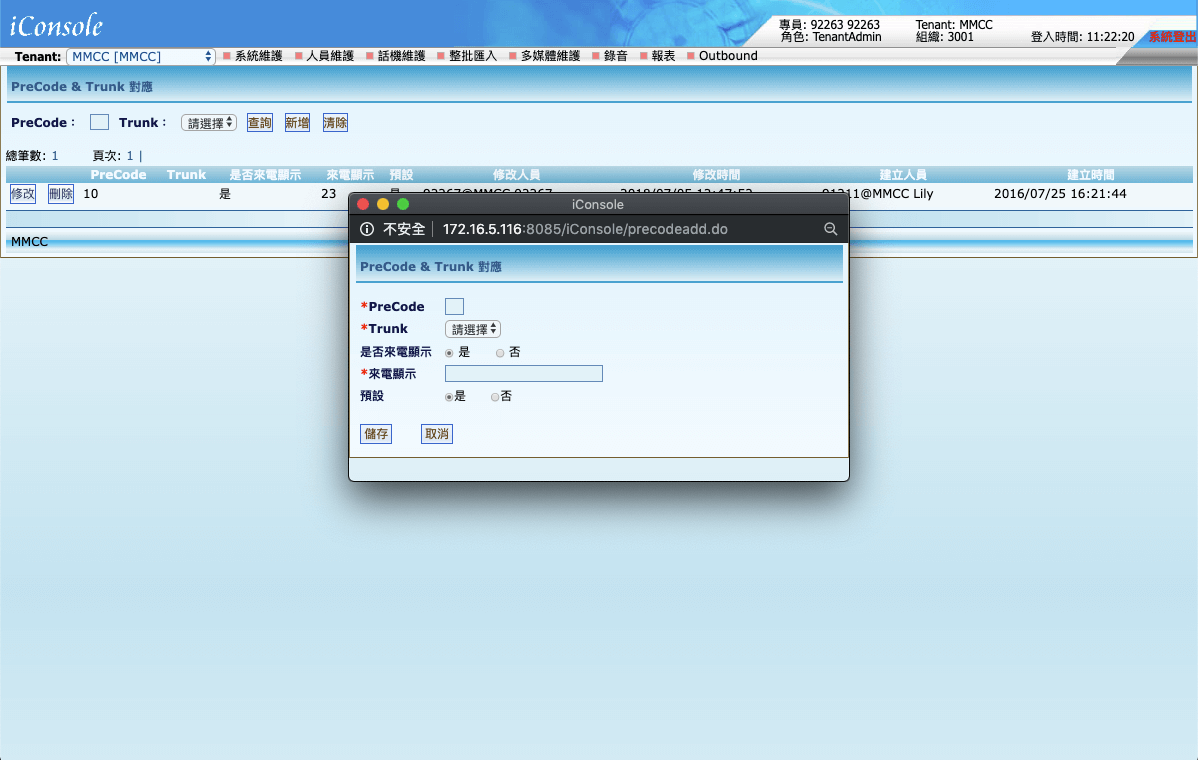 iConsole
專員: 92263 92263 Tenant: MMCC
角色: TenantAdmin 組織: 3001 登入時間: 11:22:20 系統登出
Tenant: MMCC [MMCC] 系統維護 人員維護 話機維護 整批匯入 多媒體維護 錄音 報表 Outbound
PreCode & Trunk 對應
PreCode : Trunk : 請選擇 查詢 新增 清除
總筆數: 1 頁次: 1 |
PreCode Trunk 是否來電顯示 來電顯示 預設 修改人員 修改時間 建立人員 建立時間
修改 刪除 10 是 23 @MMCC Lily 2016/07/25 16:21:44
MMCC
iConsole
不安全 172.16.5.116:8085/iConsole/precodeadd.do
PreCode & Trunk 對應
*PreCode
*Trunk 請選擇
是否來電顯示 是 否
*來電顯示
預設 是 否
儲存 取消